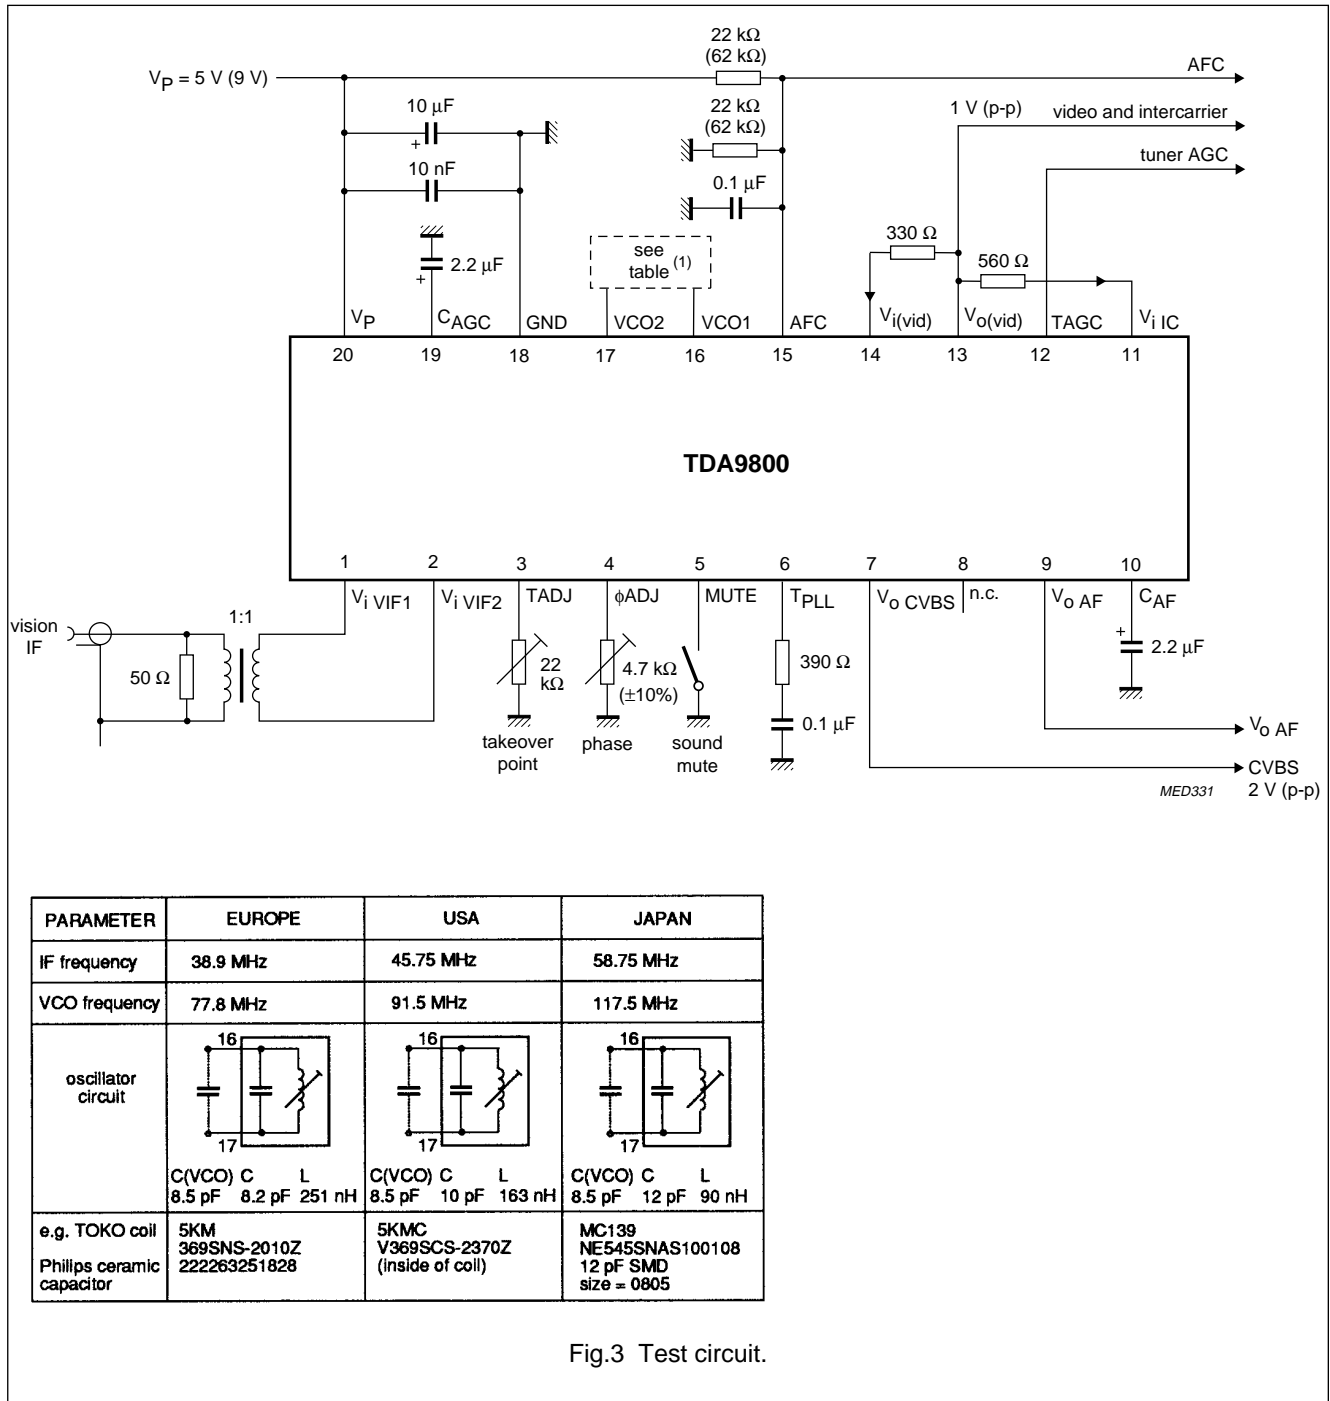 22 kΩ
(62 kΩ)
V_P = 5 V (9 V)
AFC
10 µF
+
22 kΩ
(62 kΩ)
1 V (p-p)
video and intercarrier
tuner AGC
10 nF
0.1 µF
2.2 µF
+
see
table (1)
330 Ω
560 Ω
V_P
C_AGC
GND
VCO2
VCO1
AFC
V_i(vid)
V_o(vid)
TAGC
V_i IC
20 19 18 17 16 15 14 13 12 11
TDA9800
1 2 3 4 5 6 7 8 9 10
V_i VIF1
V_i VIF2
TADJ
φADJ
MUTE
T_PLL
V_o CVBS
n.c.
V_o AF
C_AF
vision
IF
1:1
50 Ω
22
kΩ
4.7 kΩ
(±10%)
390 Ω
+
2.2 µF
0.1 µF
takeover
point
phase
sound
mute
V_o AF
CVBS
2 V (p-p)
MED331
PARAMETER EUROPE USA JAPAN
IF frequency 38.9 MHz 45.75 MHz 58.75 MHz
VCO frequency 77.8 MHz 91.5 MHz 117.5 MHz
oscillator
circuit
16 16 16
17 17 17
C(VCO) C L C(VCO) C L C(VCO) C L
8.5 pF 8.2 pF 251 nH 8.5 pF 10 pF 163 nH 8.5 pF 12 pF 90 nH
e.g. TOKO coil 5KM 5KMC MC139
369SNS-2010Z V369SCS-2370Z NE545SNAS100108
Philips ceramic 222263251828 (inside of coil) 12 pF SMD
capacitor size = 0805
Fig.3 Test circuit.